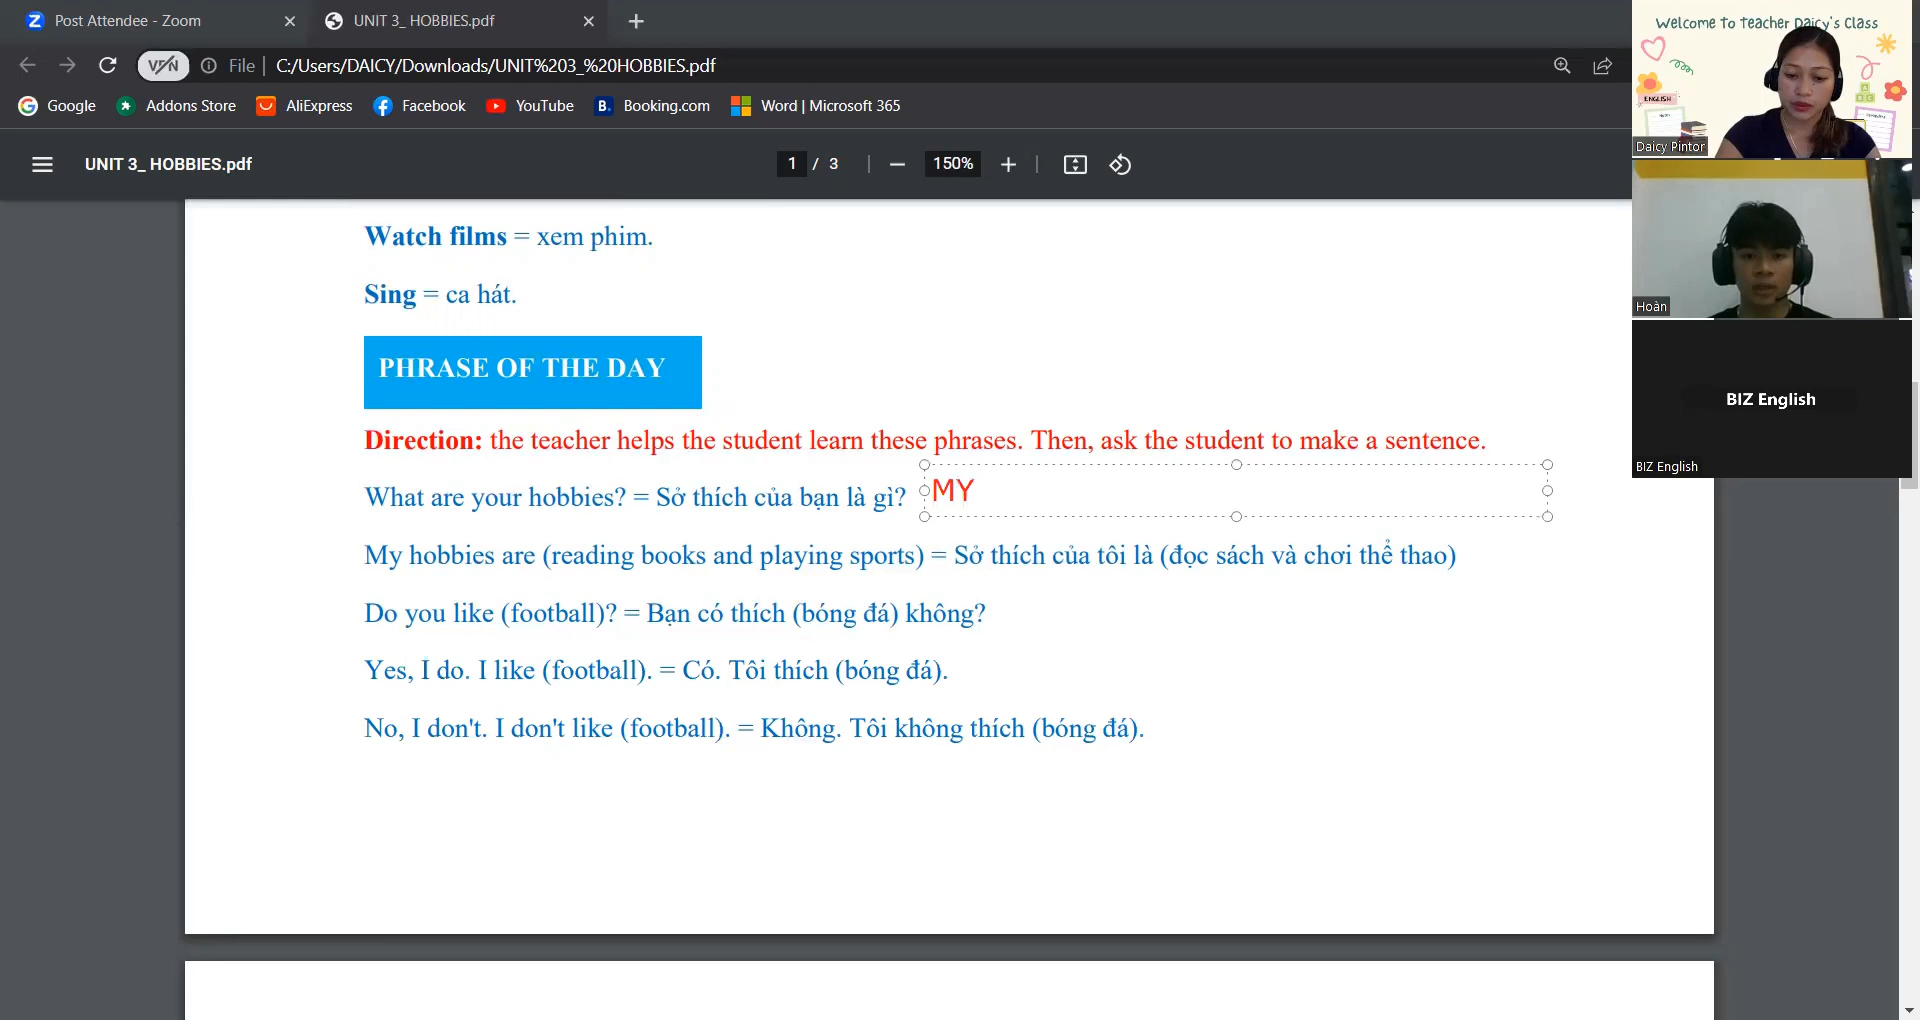 Post Attendee - Zoom
UNIT 3_ HOBBIES.pdf
VPN
File
C:/Users/DAICY/Downloads/UNIT%203_%20HOBBIES.pdf
Google
Addons Store
AliExpress
Facebook
YouTube
B. Booking.com
Word | Microsoft 365
UNIT 3_ HOBBIES.pdf
1 / 3
150%
Watch films = xem phim.
Sing = ca hát.
PHRASE OF THE DAY
Direction: the teacher helps the student learn these phrases. Then, ask the student to make a sentence.
What are your hobbies? = Sở thích của bạn là gì?
MY
My hobbies are (reading books and playing sports) = Sở thích của tôi là (đọc sách và chơi thể thao)
Do you like (football)? = Bạn có thích (bóng đá) không?
Yes, I do. I like (football). = Có. Tôi thích (bóng đá).
No, I don't. I don't like (football). = Không. Tôi không thích (bóng đá).
Welcome to Teacher Daicy's Class
ENGLISH
Daicy Pintor
Hoàn
BIZ English
BIZ English